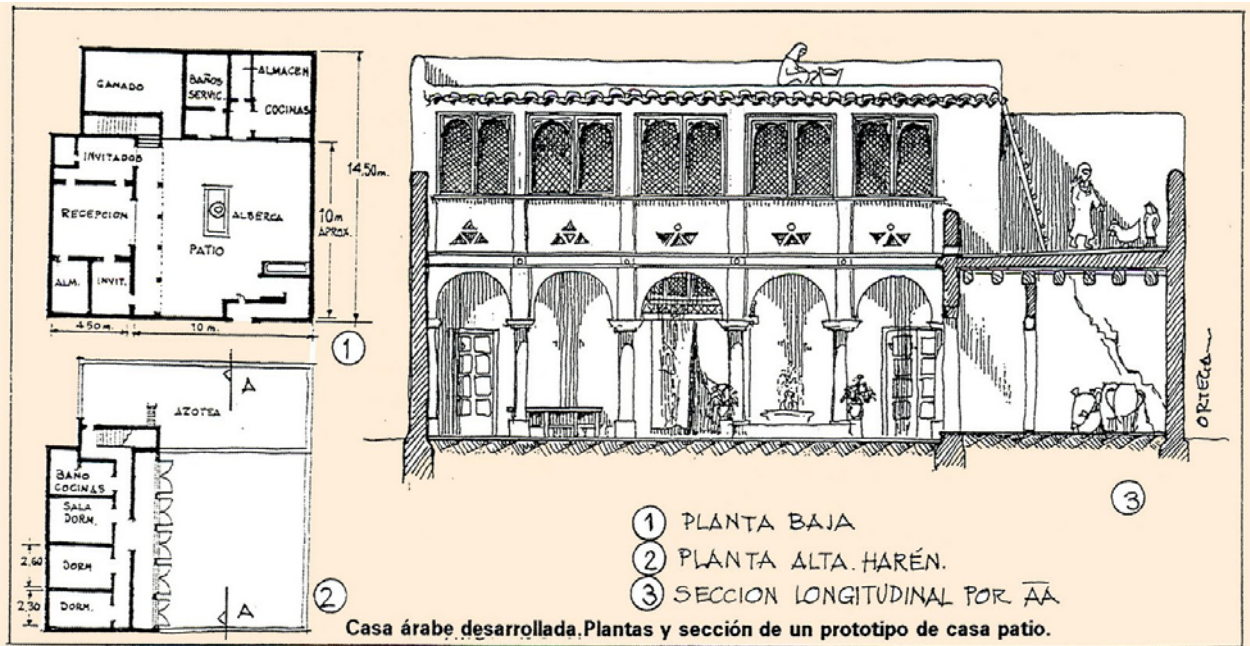 GANADO
BAÑOS
SERVIC.
ALMACEN
COCINAS
INVITADOS
RECEPCION
ALBERCA
PATIO
ALM.
INVIT.
14,50m.
10m
APROX.
4.50m.
10 m.
1
A
AZOTEA
BAÑO
COCINAS
SALA
DORM.
DORM
DORM.
2,60
2,30
A
2
ORTEGA
3
1 PLANTA BAJA
2 PLANTA ALTA. HARÉN.
3 SECCION LONGITUDINAL POR AA
Casa árabe desarrollada.Plantas y sección de un prototipo de casa patio.